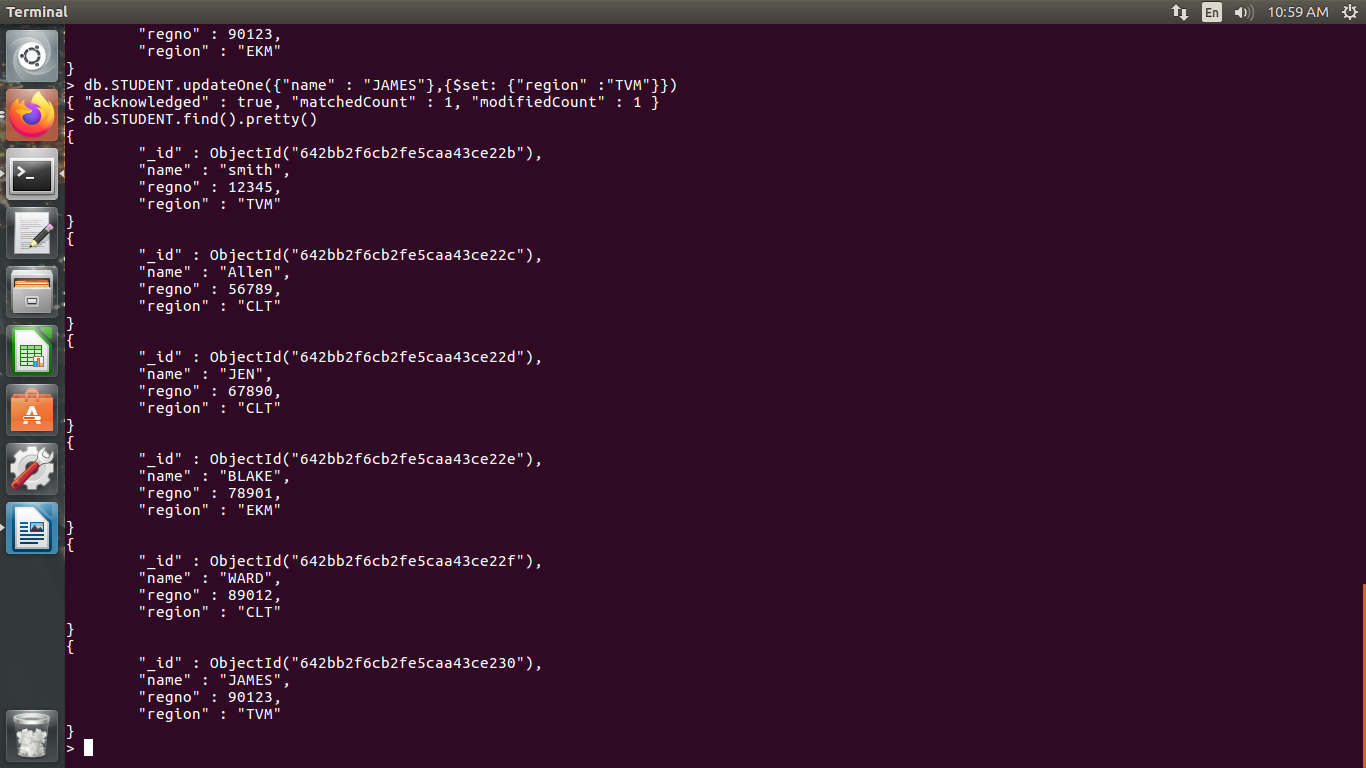 Terminal
En
10:59 AM
"regno" : 90123,
"region" : "EKM"
}
> db.STUDENT.updateOne({"name" : "JAMES"},{$set: {"region" :"TVM"}})
{ "acknowledged" : true, "matchedCount" : 1, "modifiedCount" : 1 }
> db.STUDENT.find().pretty()
{
"_id" : ObjectId("642bb2f6cb2fe5caa43ce22b"),
"name" : "smith",
"regno" : 12345,
"region" : "TVM"
}
{
"_id" : ObjectId("642bb2f6cb2fe5caa43ce22c"),
"name" : "Allen",
"regno" : 56789,
"region" : "CLT"
}
{
"_id" : ObjectId("642bb2f6cb2fe5caa43ce22d"),
"name" : "JEN",
"regno" : 67890,
"region" : "CLT"
}
{
"_id" : ObjectId("642bb2f6cb2fe5caa43ce22e"),
"name" : "BLAKE",
"regno" : 78901,
"region" : "EKM"
}
{
"_id" : ObjectId("642bb2f6cb2fe5caa43ce22f"),
"name" : "WARD",
"regno" : 89012,
"region" : "CLT"
}
{
"_id" : ObjectId("642bb2f6cb2fe5caa43ce230"),
"name" : "JAMES",
"regno" : 90123,
"region" : "TVM"
}
>